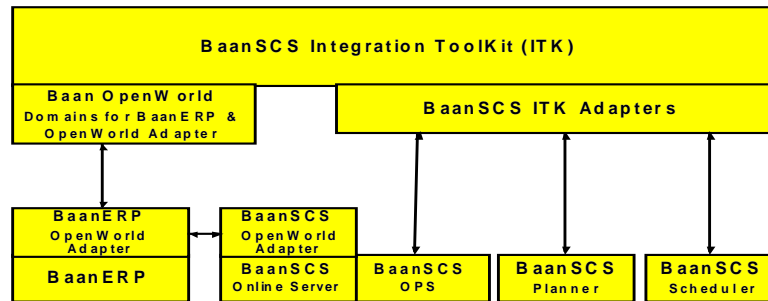 BaanSCS Integration ToolKit (ITK)
Baan OpenWorld
Domains for BaanERP &
OpenWorld Adapter
BaanSCS ITK Adapters
BaanERP
OpenWorld
Adapter
BaanERP
BaanSCS
OpenWorld
Adapter
BaanSCS
Online Server
BaanSCS
OPS
BaanSCS
Planner
BaanSCS
Scheduler